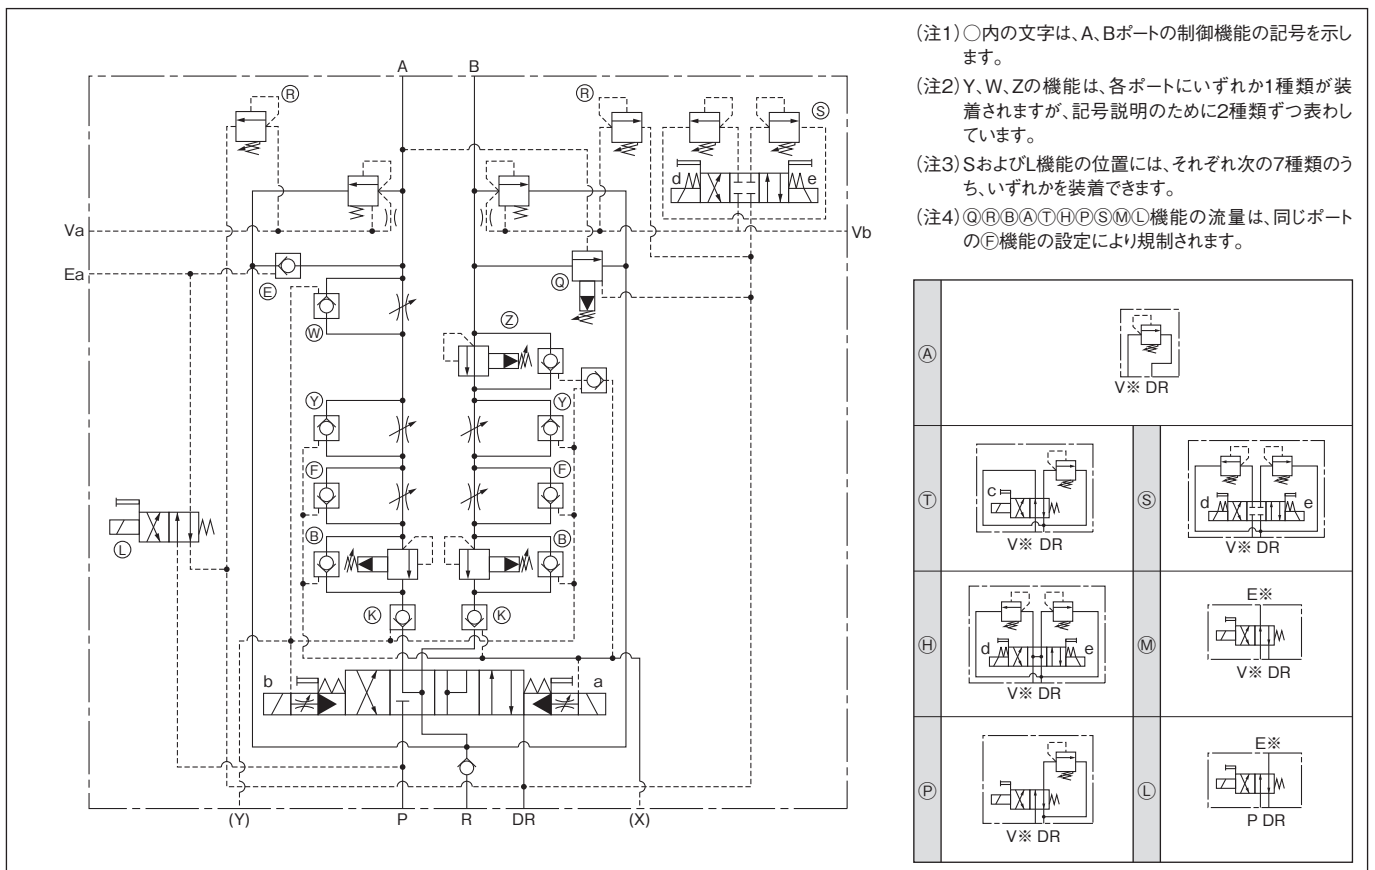 A B
Ⓡ
Ⓡ
Ⓢ
d e
Va
Vb
Ea
Ⓔ
Ⓠ
Ⓦ
Ⓩ
Ⓨ
Ⓨ
Ⓕ
Ⓕ
Ⓛ
Ⓑ
Ⓑ
Ⓚ
Ⓚ
b a
(Y) P R DR (X)
(注1)○内の文字は、A、Bポートの制御機能の記号を示し
ます。
(注2)Y、W、Zの機能は、各ポートにいずれか1種類が装
着されますが、記号説明のために2種類ずつ表わし
ています。
(注3)SおよびL機能の位置には、それぞれ次の7種類のう
ち、いずれかを装着できます。
(注4)ⓆⓇⒷⒶⓉⒽⓅⓈⓂⓁ機能の流量は、同じポート
のⒻ機能の設定により規制されます。
Ⓐ
V※ DR
Ⓣ
c
V※ DR
Ⓢ
d e
V※ DR
Ⓗ
d e
V※ DR
Ⓜ
E※
V※ DR
Ⓟ
V※ DR
Ⓛ
E※
P DR